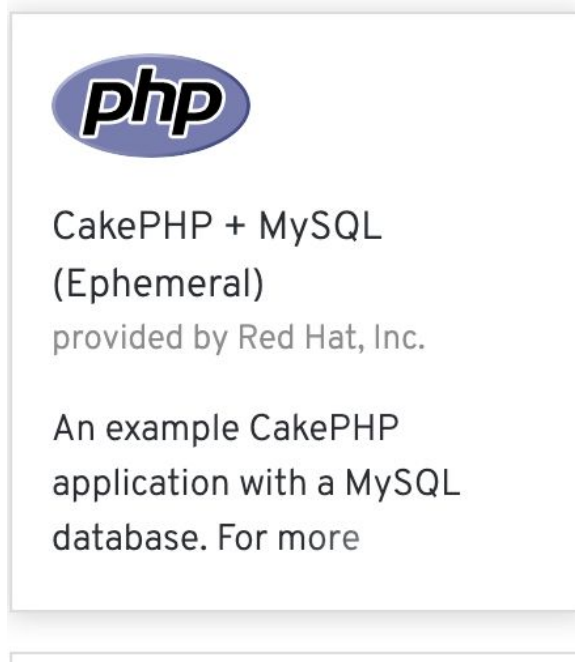 php
CakePHP + MySQL
(Ephemeral)
provided by Red Hat, Inc.
An example CakePHP
application with a MySQL
database. For more